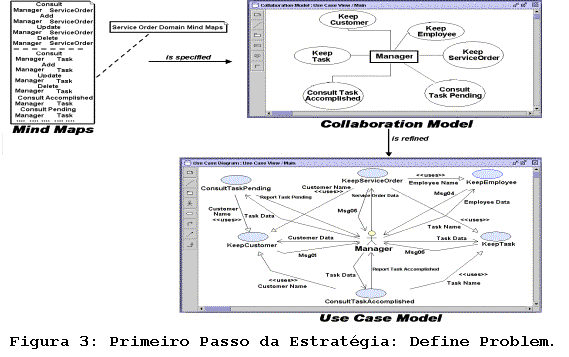 Consult
Manager ServiceOrder
Add
Manager ServiceOrder
Update
Manager ServiceOrder
Delete
Manager ServiceOrder
Consult
Manager Task
Add
Manager Task
Update
Manager Task
Delete
Manager Task
Consult Accomplished
Manager Task
Consult Pending
Manager Task
Mind Maps
Service Order Domain Mind Maps
is specified
Collaboration Model : Use Case View / Main
Keep
Customer
Keep
Employee
Keep
Task
Manager
Keep
ServiceOrder
Consult Task
Accomplished
Consult
Task Pending
Collaboration Model
is refined
Use Case Diagram : Use Case View / Main
ConsultTaskPending
KeepServiceOrder
KeepEmployee
<<uses>>
Customer Name
<<uses>>
Employee Name
Report Task Pending
Service Order Data
Msg04
<<uses>>
Customer
Name
Task Data
Msg06
Employee Data
<<uses>>
Task Name
KeepCustomer
Customer Data
Manager
Task Data
KeepTask
Msg01
Msg05
Task Data
Report Task Accomplished
<<uses>>
Customer Name
<<uses>>
Task Name
ConsultTaskAccomplished
Use Case Model
Figura 3: Primeiro Passo da Estratégia: Define Problem.